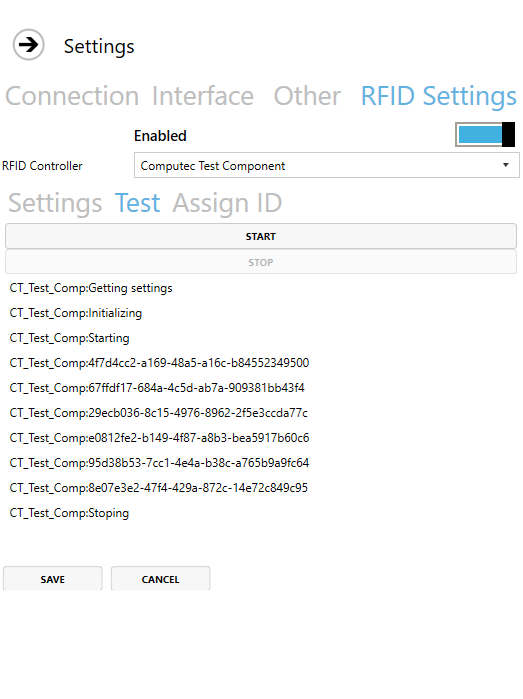 Settings
Connection Interface Other RFID Settings
Enabled
RFID Controller Computec Test Component
Settings Test Assign ID
START
STOP
CT_Test_Comp:Getting settings
CT_Test_Comp:Initializing
CT_Test_Comp:Starting
CT_Test_Comp:4f7d4cc2-a169-48a5-a16c-b84552349500
CT_Test_Comp:67ffdf17-684a-4c5d-ab7a-909381bb43f4
CT_Test_Comp:29ecb036-8c15-4976-8962-2f5e3ccda77c
CT_Test_Comp:e0812fe2-b149-4f87-a8b3-bea5917b60c6
CT_Test_Comp:95d38b53-7cc1-4e4a-b38c-a765b9a9fc64
CT_Test_Comp:8e07e3e2-47f4-429a-872c-14e72c849c95
CT_Test_Comp:Stoping
SAVE CANCEL